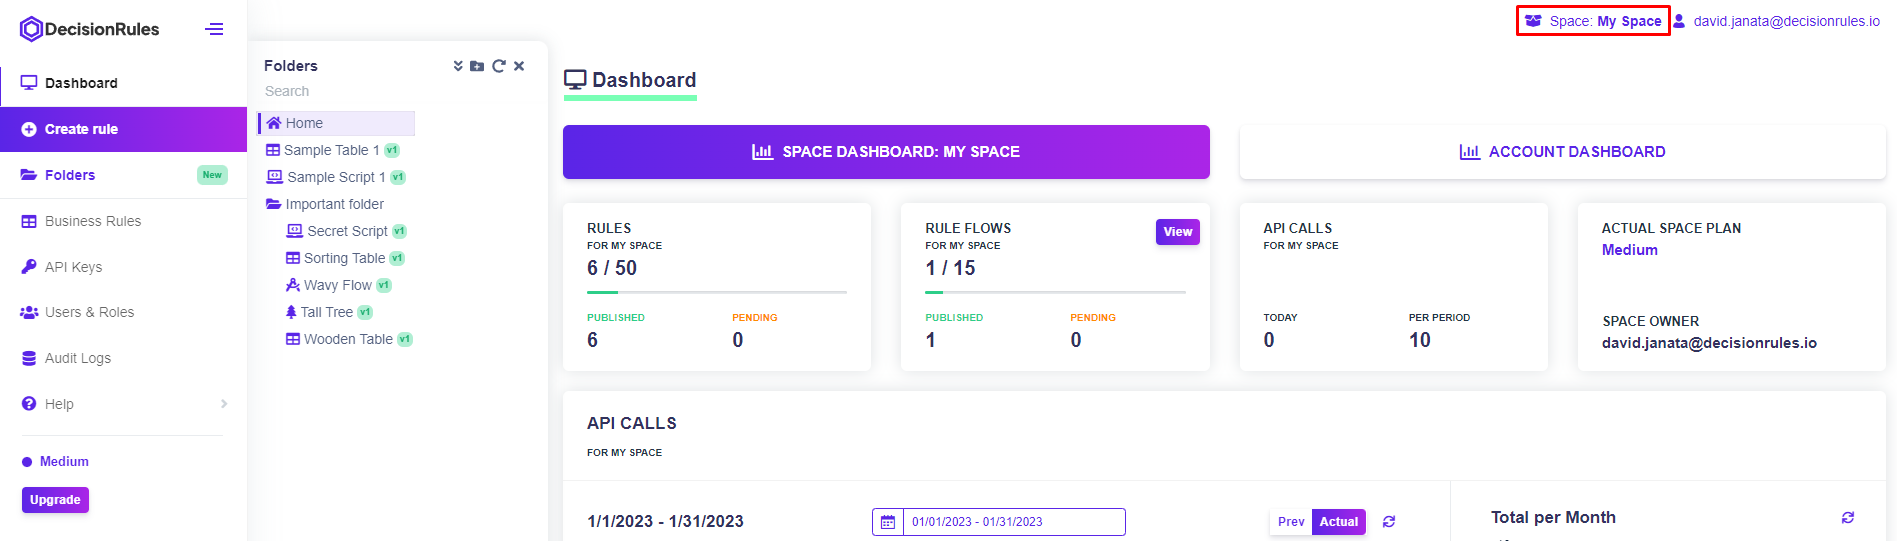 DecisionRules
Dashboard
Create rule
Folders New
Business Rules
API Keys
Users & Roles
Audit Logs
Help
Medium
Upgrade
Folders
Search
Home
Sample Table 1 v1
Sample Script 1 v1
Important folder
Secret Script v1
Sorting Table v1
Wavy Flow v1
Tall Tree v1
Wooden Table v1
Space: My Space
david.janata@decisionrules.io
Dashboard
SPACE DASHBOARD: MY SPACE
ACCOUNT DASHBOARD
RULES
FOR MY SPACE
6 / 50
PUBLISHED PENDING
6 0
RULE FLOWS View
FOR MY SPACE
1 / 15
PUBLISHED PENDING
1 0
API CALLS
FOR MY SPACE
TODAY PER PERIOD
0 10
ACTUAL SPACE PLAN
Medium
SPACE OWNER
david.janata@decisionrules.io
API CALLS
FOR MY SPACE
1/1/2023 - 1/31/2023
01/01/2023 - 01/31/2023
Prev Actual
Total per Month